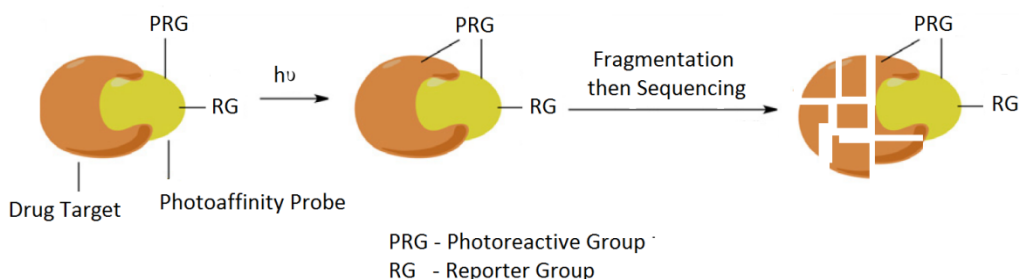 PRG
hυ
RG
Drug Target
Photoaffinity Probe
PRG
RG
Fragmentation
then Sequencing
PRG
RG
PRG - Photoreactive Group
RG - Reporter Group